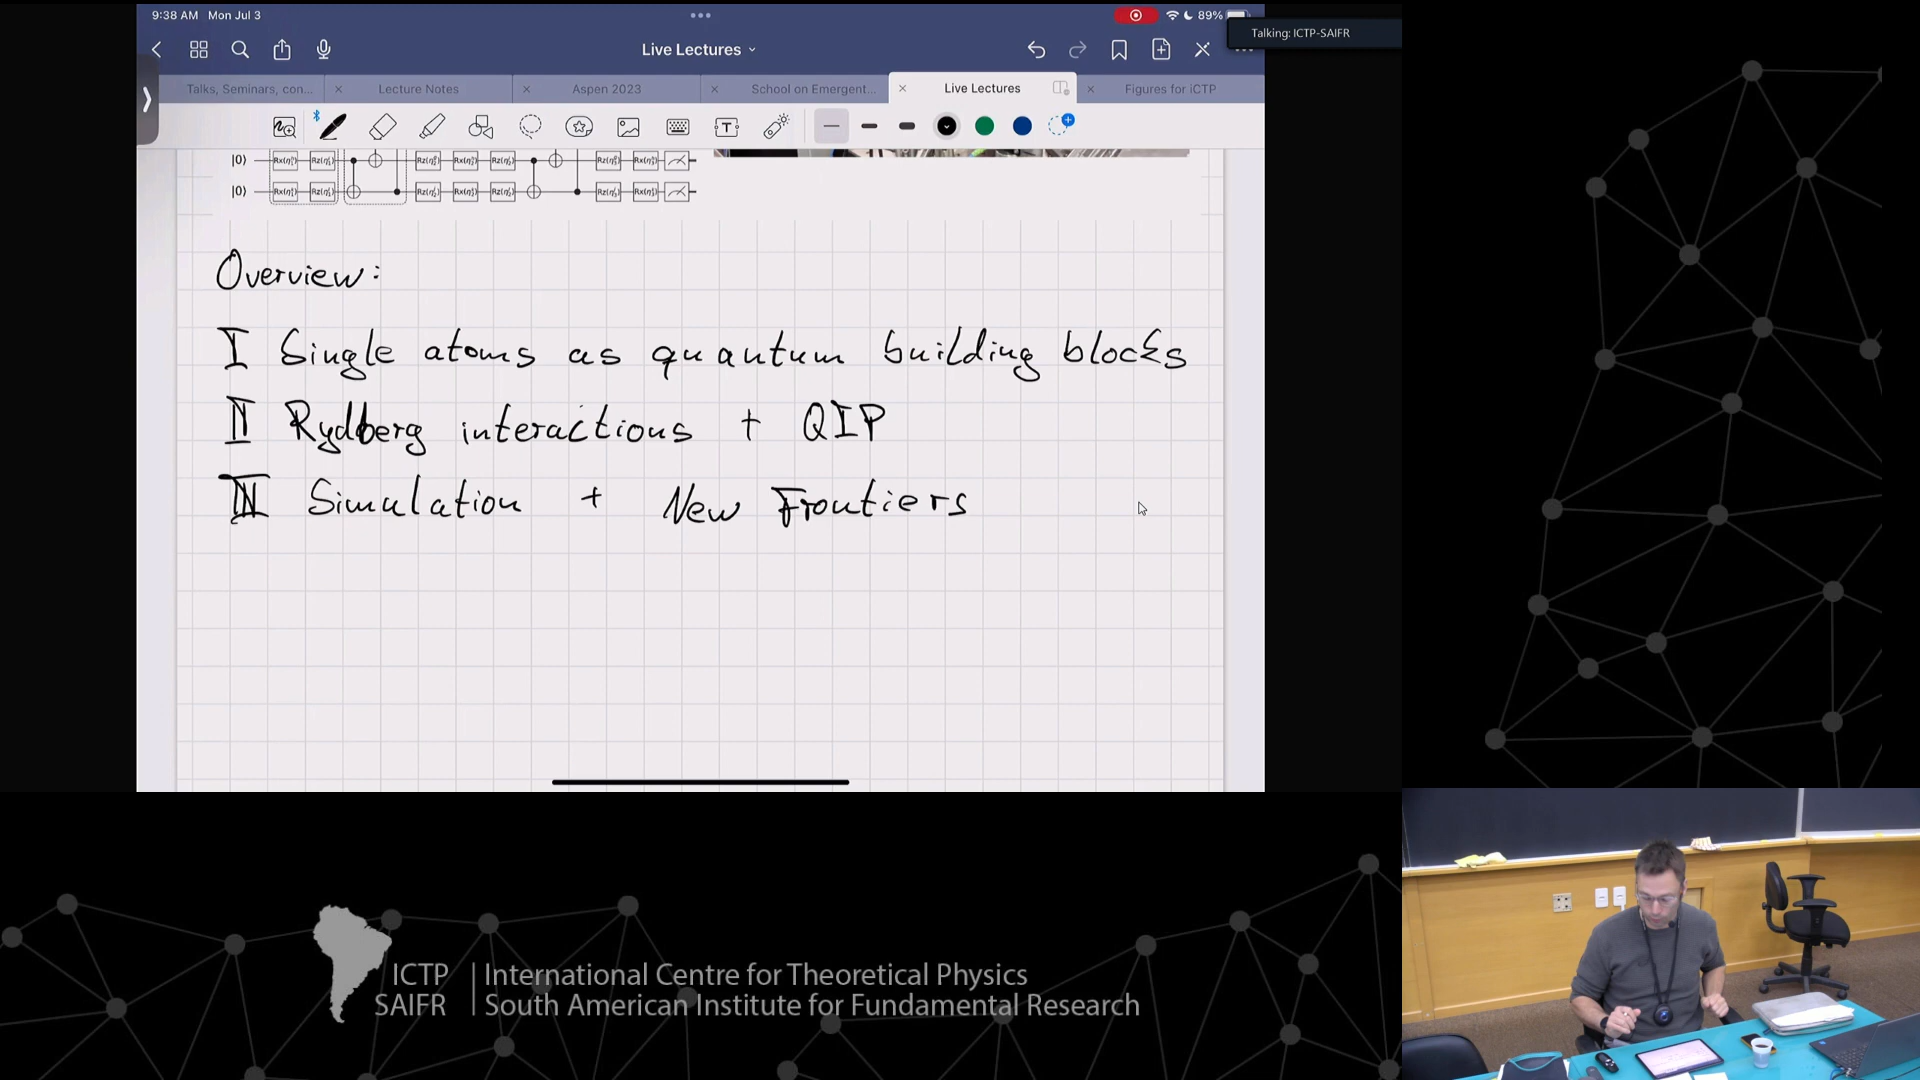 9:38 AM Mon Jul 3
89%
Talking: ICTP-SAIFR
Live Lectures
Talks, Seminars, con...
Lecture Notes
Aspen 2023
School on Emergent...
Live Lectures
Figures for iCTP
|0⟩
|0⟩
Overview:
I Single atoms as quantum building blocks
II Rydberg interactions + QIP
III Simulation + New Frontiers
ICTP | International Centre for Theoretical Physics
SAIFR | South American Institute for Fundamental Research